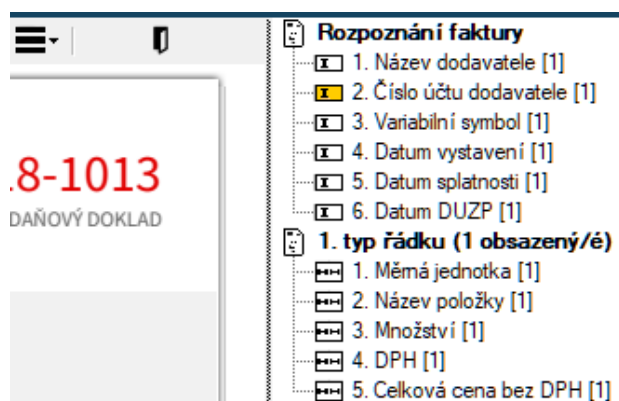 8-1013
DAŇOVÝ DOKLAD
Rozpoznání faktury
1. Název dodavatele [1]
2. Číslo účtu dodavatele [1]
3. Variabilní symbol [1]
4. Datum vystavení [1]
5. Datum splatnosti [1]
6. Datum DUZP [1]
1. typ řádku (1 obsazený/é)
1. Měrná jednotka [1]
2. Název položky [1]
3. Množství [1]
4. DPH [1]
5. Celková cena bez DPH [1]